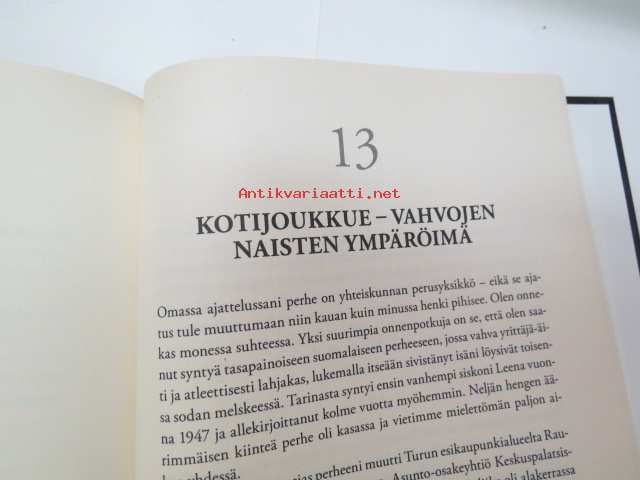 13
Antikvariaatti.net
KOTIJOUKKUE – VAHVOJEN
NAISTEN YMPÄRÖIMÄ
Omassa ajattelussani perhe on yhteiskunnan perusyksikkö – eikä se aja-
tus tule muuttumaan niin kauan kuin minussa henki pihisee. Olen onne-
kas monessa suhteessa. Yksi suurimpia onnenpotkuja on se, että olen saa-
nut syntyä tasapainoiseen suomalaiseen perheeseen, jossa vahva yrittäjä-äi-
ti ja atleettisesti lahjakas, lukemalla itseään sivistänyt isäni löysivät toisen-
sa sodan melskeessä. Tarinasta syntyi ensin vanhempi siskoni Leena vuon-
na 1947 ja allekirjoittanut kolme vuotta myöhemmin. Neljän hengen ää-
rimmäisen kiinteä perhe oli kasassa ja vietimme mielettömän paljon ai-
perheeni muutti Turun esikaupunkialueelta Rau-
Asunto-osakeyhtiö Keskuspalatsis-
oli alakerrassa